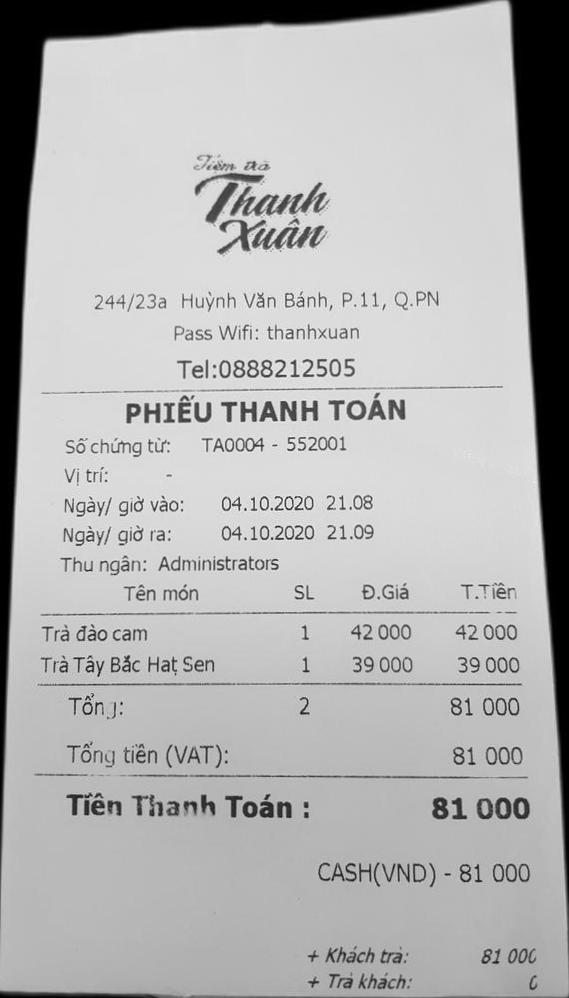 Tiệm trà
Thanh
Xuân
244/23a Huỳnh Văn Bánh, P.11, Q.PN
Pass Wifi: thanhxuan
Tel:0888212505
PHIẾU THANH TOÁN
Số chứng từ: TA0004 - 552001
Vị trí: -
Ngày/ giờ vào: 04.10.2020 21.08
Ngày/ giờ ra: 04.10.2020 21.09
Thu ngân: Administrators
Tên món SL Đ.Giá T.Tiền
Trà đào cam 1 42 000 42 000
Trà Tây Bắc Hạt Sen 1 39 000 39 000
Tổng: 2 81 000
Tổng tiền (VAT): 81 000
Tiền Thanh Toán : 81 000
CASH(VND) - 81 000
+ Khách trả: 81 000
+ Trả khách: 0